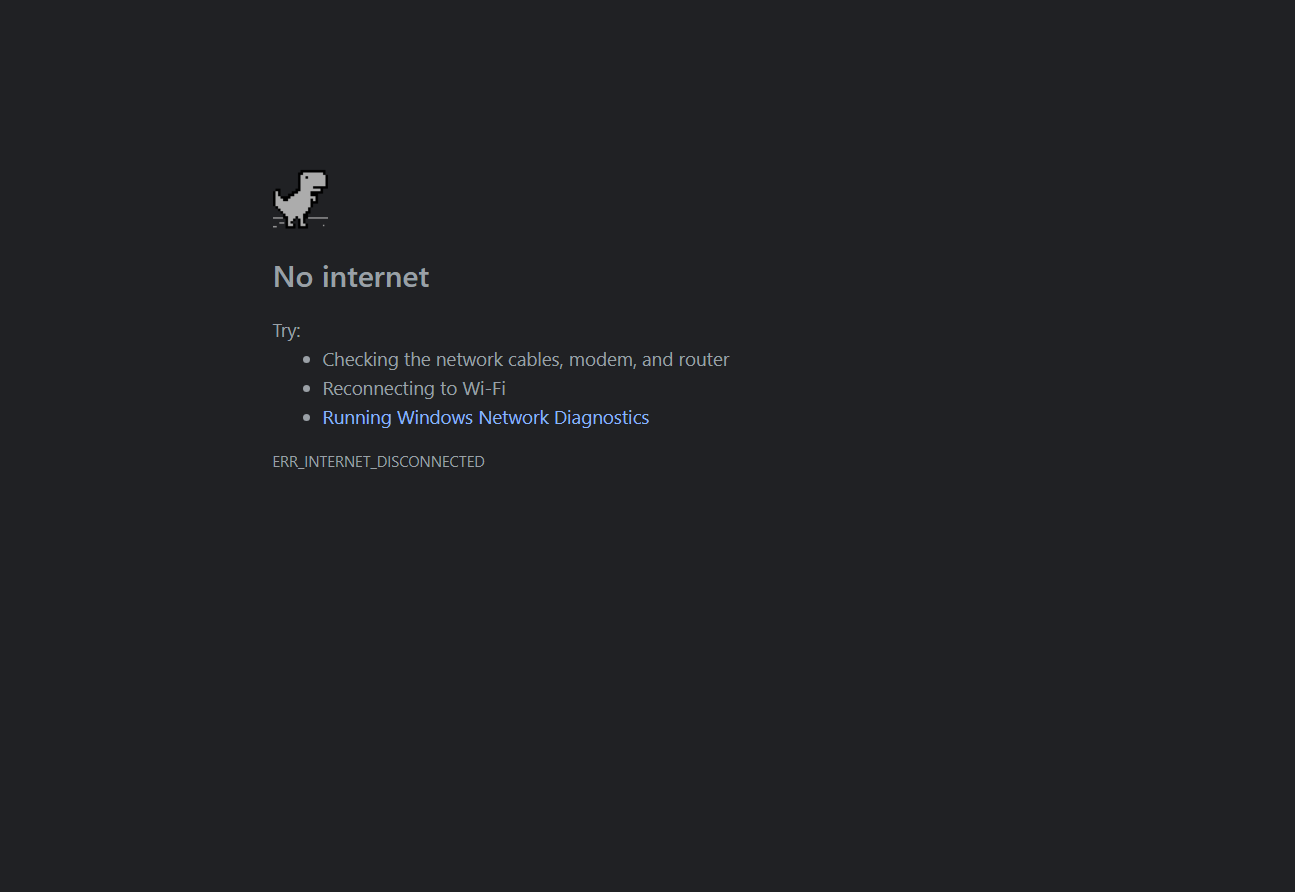 No internet
Try:
Checking the network cables, modem, and router
Reconnecting to Wi-Fi
Running Windows Network Diagnostics
ERR_INTERNET_DISCONNECTED